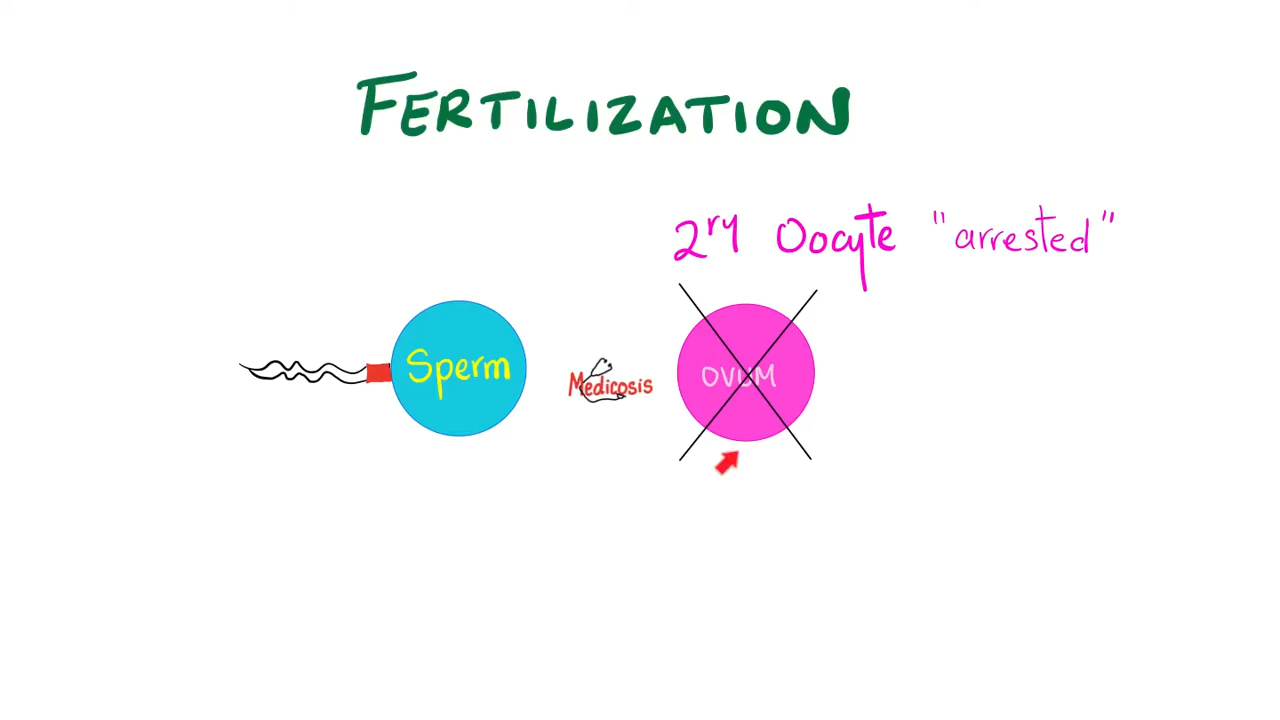 FERTILIZATION
2ry Oocyte "arrested"
Sperm
Medicosis
OVUM